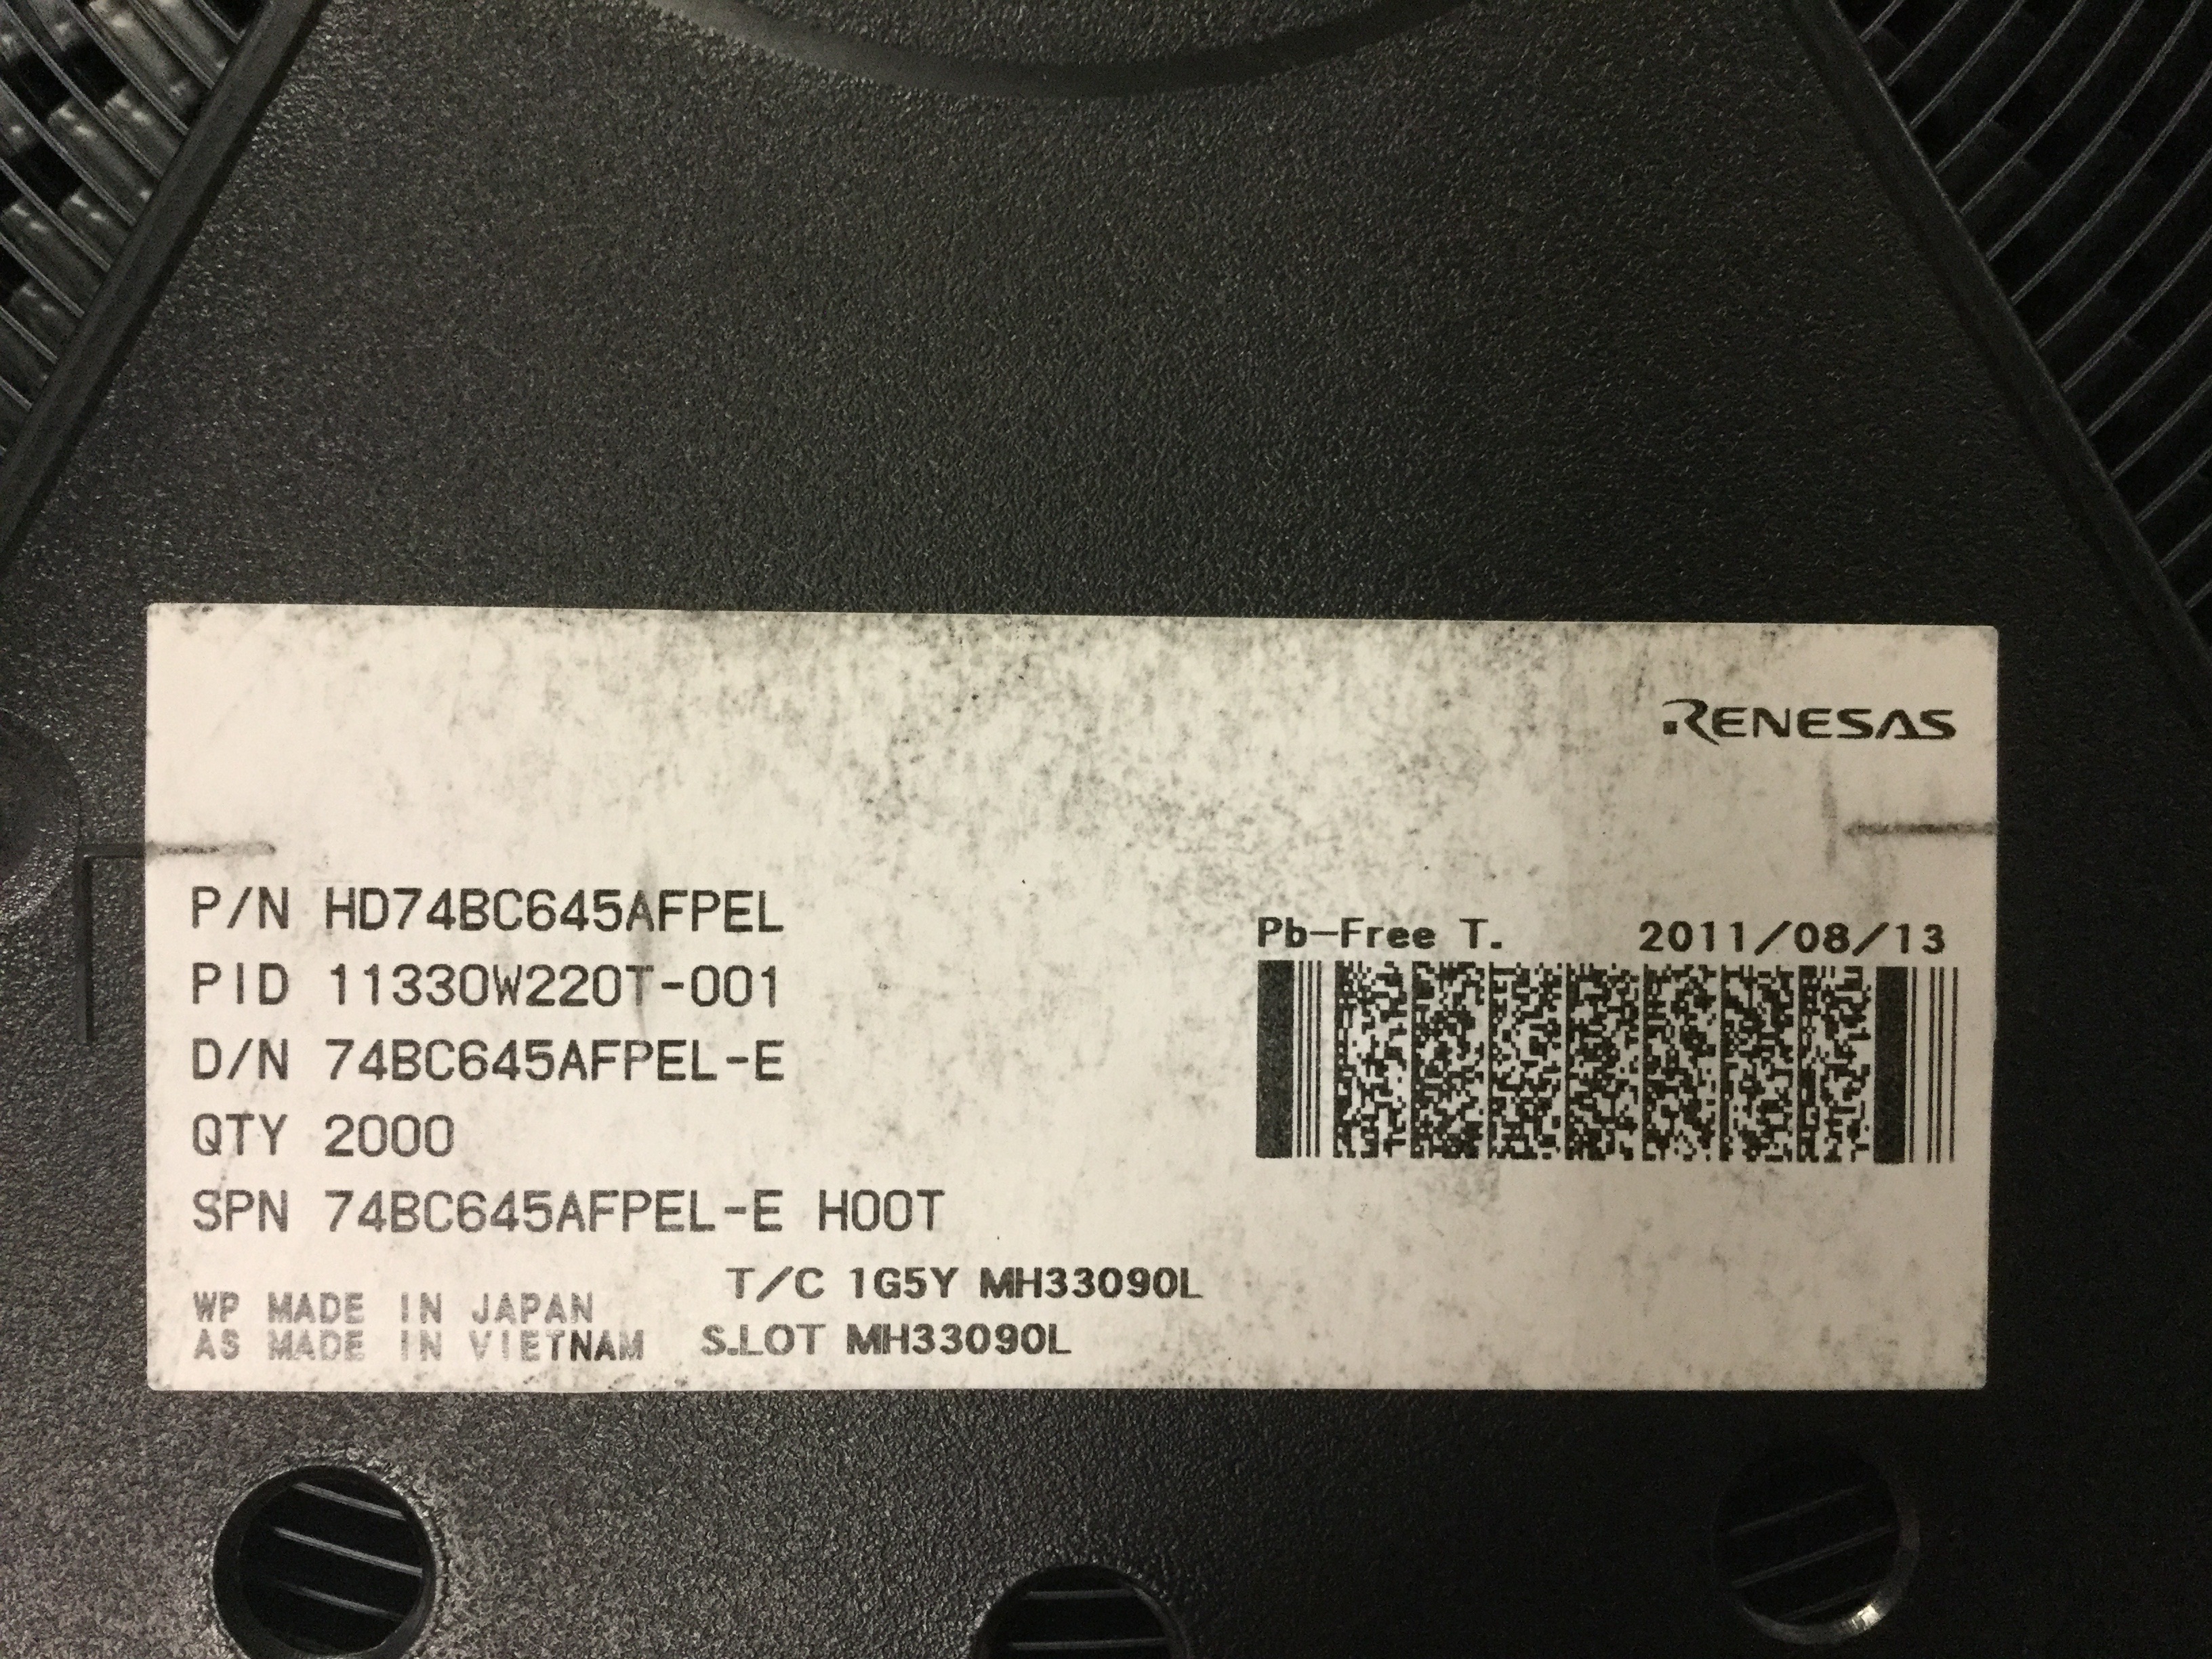 RENESAS
P/N HD74BC645AFPEL
Pb-Free T. 2011/08/13
PID 11330W220T-001
D/N 74BC645AFPEL-E
QTY 2000
SPN 74BC645AFPEL-E H00T
T/C 1G5Y MH33090L
WP MADE IN JAPAN
AS MADE IN VIETNAM S.LOT MH33090L